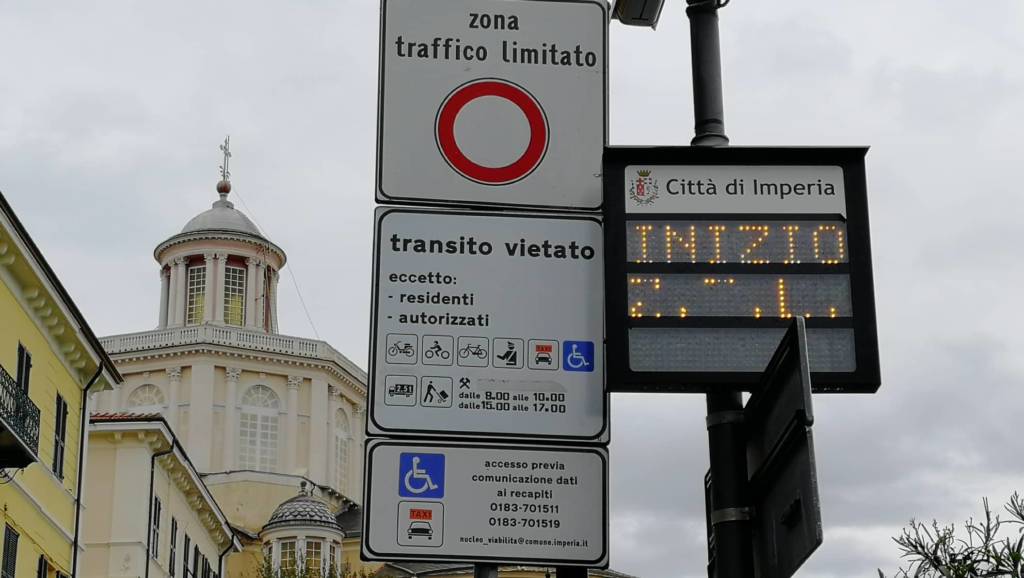 zona
traffico limitato
transito vietato
eccetto:
- residenti
- autorizzati
TAXI
dalle 8.00 alle 10.00
dalle 15.00 alle 17.00
TAXI
accesso previa
comunicazione dati
ai recapiti
0183-701511
0183-701519
nucleo_viabilita@comune.imperia.it
Città di Imperia
INIZIO
Z. .L.